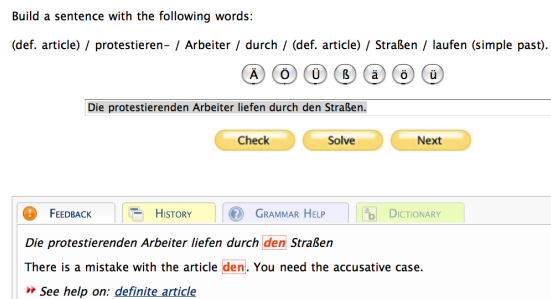 Build a sentence with the following words:
(def. article) / protestieren- / Arbeiter / durch / (def. article) / Straßen / laufen (simple past).
Ä Ö Ü ß ä ö ü
Die protestierenden Arbeiter liefen durch den Straßen.
Check Solve Next
Feedback History Grammar Help Dictionary
Die protestierenden Arbeiter liefen durch den Straßen
There is a mistake with the article den. You need the accusative case.
See help on: definite article